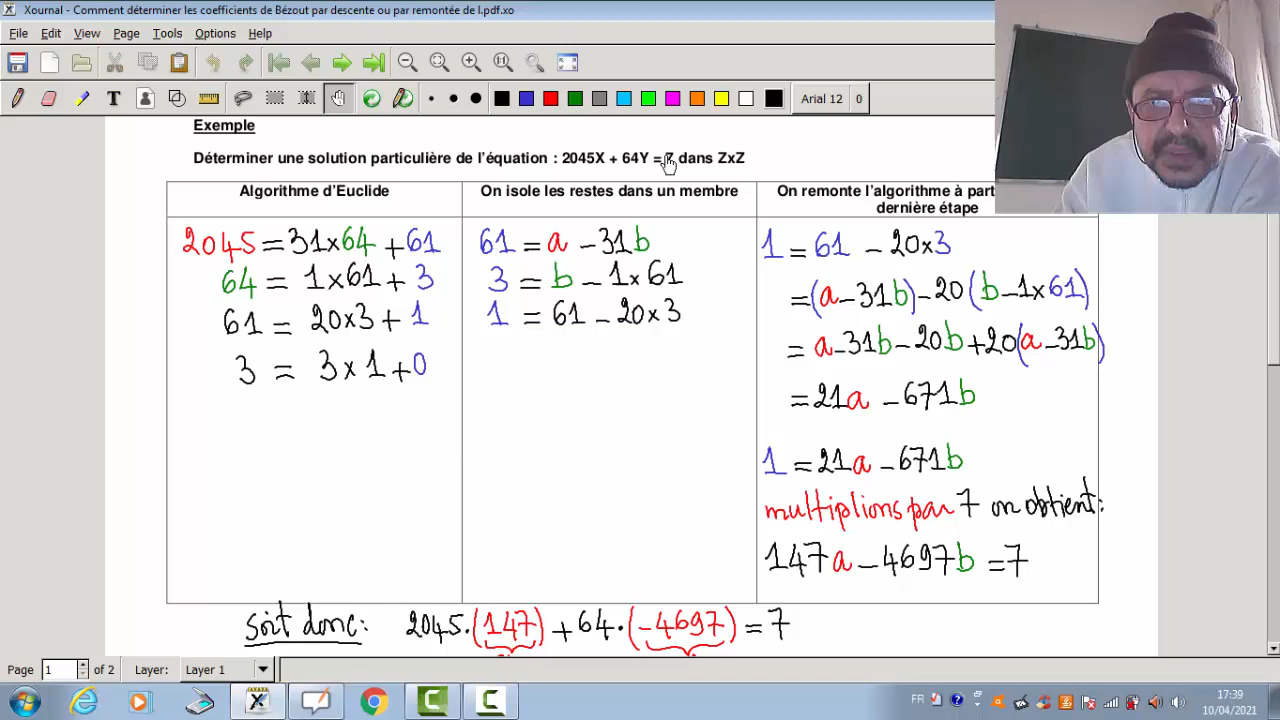 Xournal - Comment déterminer les coefficients de Bézout par descente ou par remontée de l.pdf.xo
File Edit View Page Tools Options Help
Arial 12 0
Exemple
Déterminer une solution particulière de l'équation : 2045X + 64Y = 7 dans ZxZ
Algorithme d'Euclide
2045 = 31x64 + 61
64 = 1x61 + 3
61 = 20x3 + 1
3 = 3x1 + 0
On isole les restes dans un membre
61 = a - 31b
3 = b - 1x61
1 = 61 - 20x3
On remonte l'algorithme à part
dernière étape
1 = 61 - 20x3
= (a - 31b) - 20(b - 1x61)
= a - 31b - 20b + 20(a - 31b)
= 21a - 671b
1 = 21a - 671b
multiplions par 7 on obtient:
147a - 4697b = 7
soit donc: 2045.(147) + 64.(-4697) = 7
Page 1 of 2 Layer: Layer 1
FR 17:39
10/04/2021